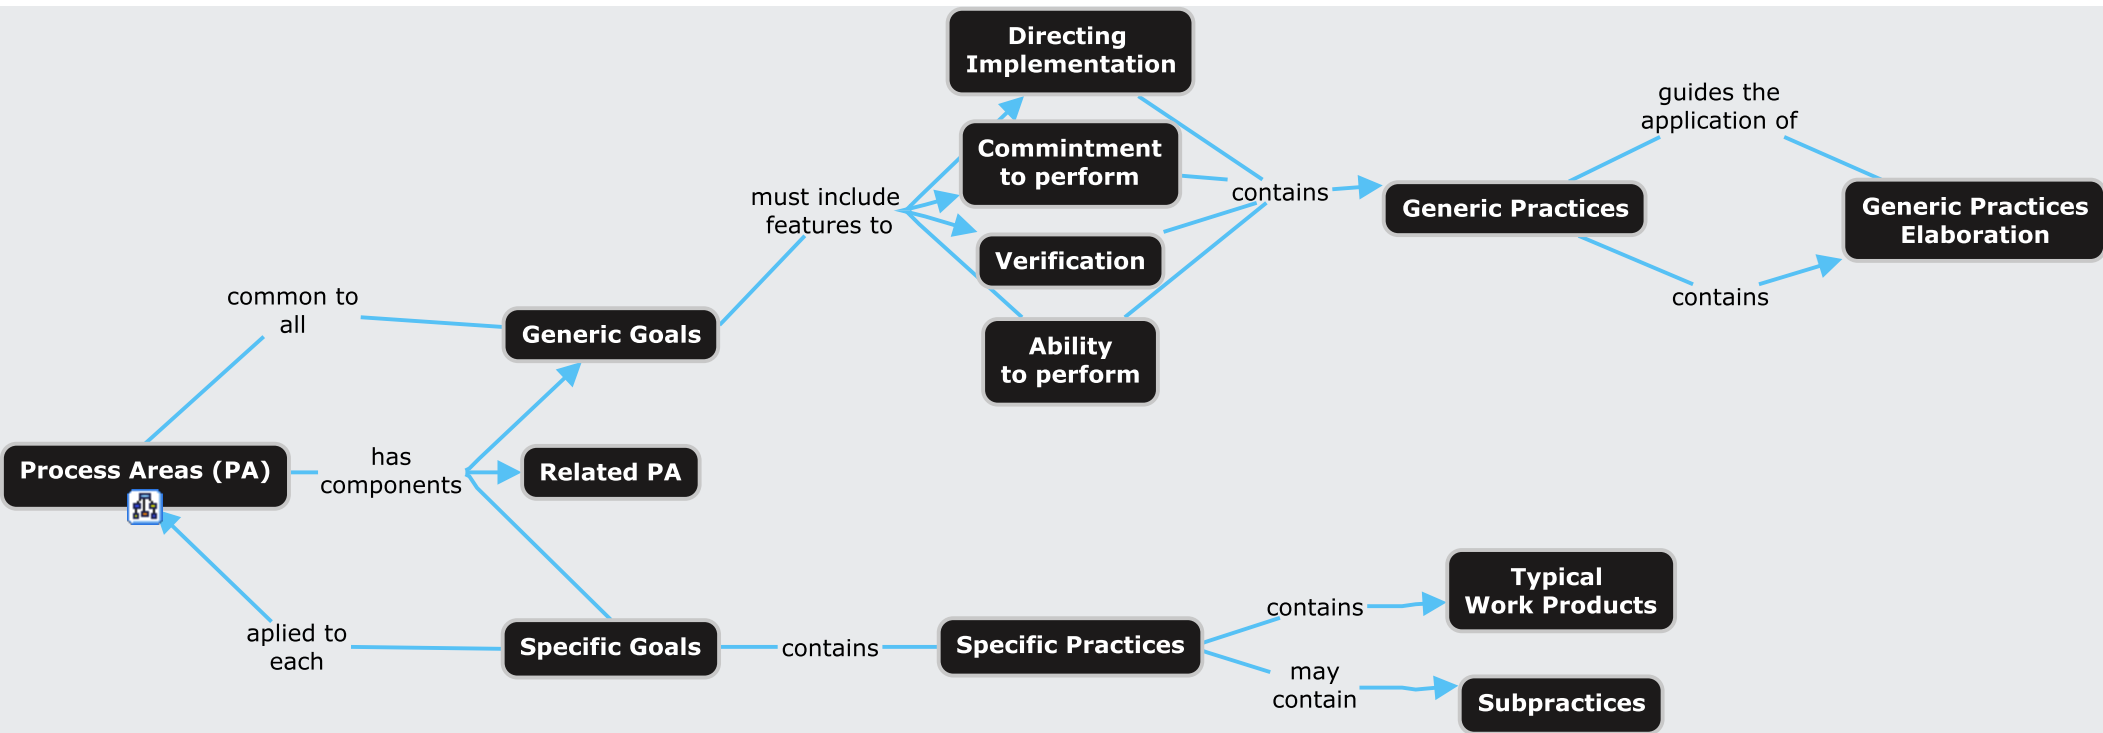 Directing
Implementation
guides the
application of
Commintment
to perform
must include
features to
contains
Generic Practices
Generic Practices
Elaboration
Verification
common to
all
Generic Goals
contains
Ability
to perform
Process Areas (PA)
has
components
Related PA
Typical
Work Products
contains
aplied to
each
Specific Goals
contains
Specific Practices
may
contain
Subpractices